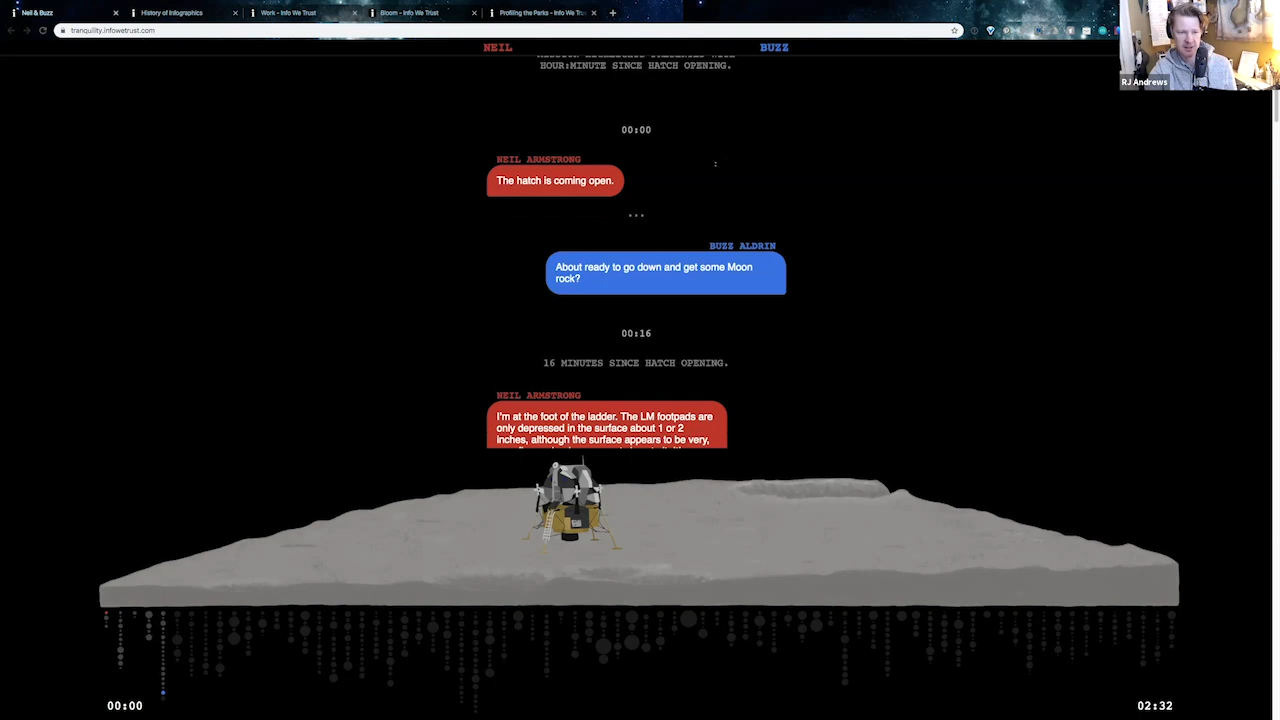 Neil & Buzz
History of Infographics
Work - Info We Trust
Bloom - Info We Trust
Profiling the Parks - Info We Trus
tranquility.infowetrust.com
RJ Andrews
NEIL
BUZZ
HOUR:MINUTE SINCE HATCH OPENING.
00:00
NEIL ARMSTRONG
The hatch is coming open.
...
BUZZ ALDRIN
About ready to go down and get some Moon
rock?
00:16
16 MINUTES SINCE HATCH OPENING.
NEIL ARMSTRONG
I'm at the foot of the ladder. The LM footpads are
only depressed in the surface about 1 or 2
inches, although the surface appears to be very,
00:00
02:32